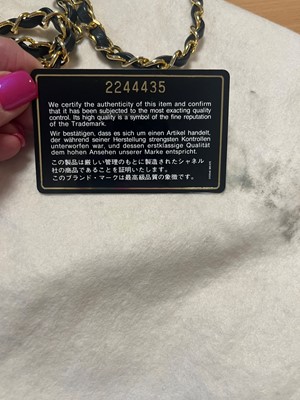 2244435
We certify the authenticity of this item and confirm
that it has been subjected to the most exacting quality
control. Its high quality is a symbol of the fine reputation
of the Trademark.
Wir bestätigen, dass es sich um einen Artikel handelt,
der während seiner Herstellung strengsten Kontrollen
unterworfen war, und dessen erstklassige Qualität
dem hohen Ansehen unserer Marke entspricht.
この製品は厳しい管理のもとに製造されたシャネル
社の商品であることを証明いたします。
このブランド・マークは最高級品質の象徴です。